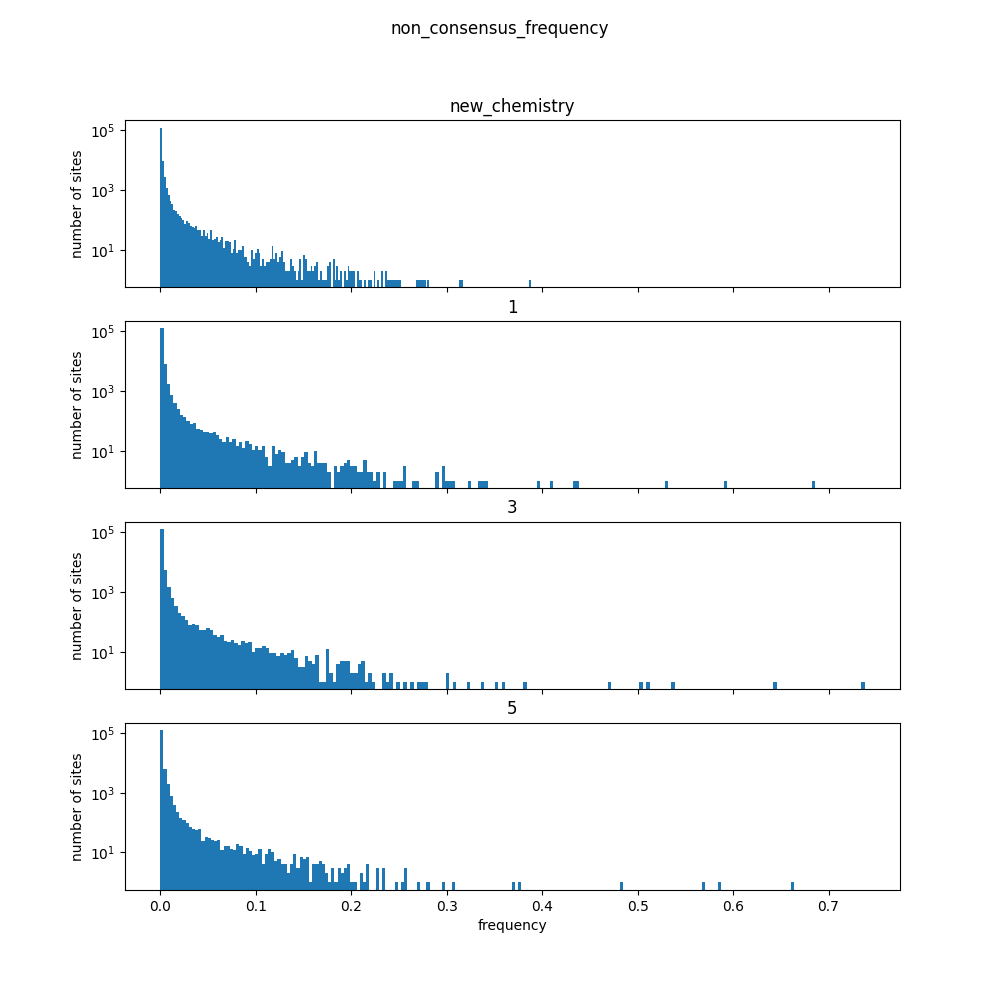 non_consensus_frequency
new_chemistry
number of sites
10^5
10^3
10^1
1
number of sites
10^5
10^3
10^1
3
number of sites
10^5
10^3
10^1
5
number of sites
10^5
10^3
10^1
0.0 0.1 0.2 0.3 0.4 0.5 0.6 0.7
frequency